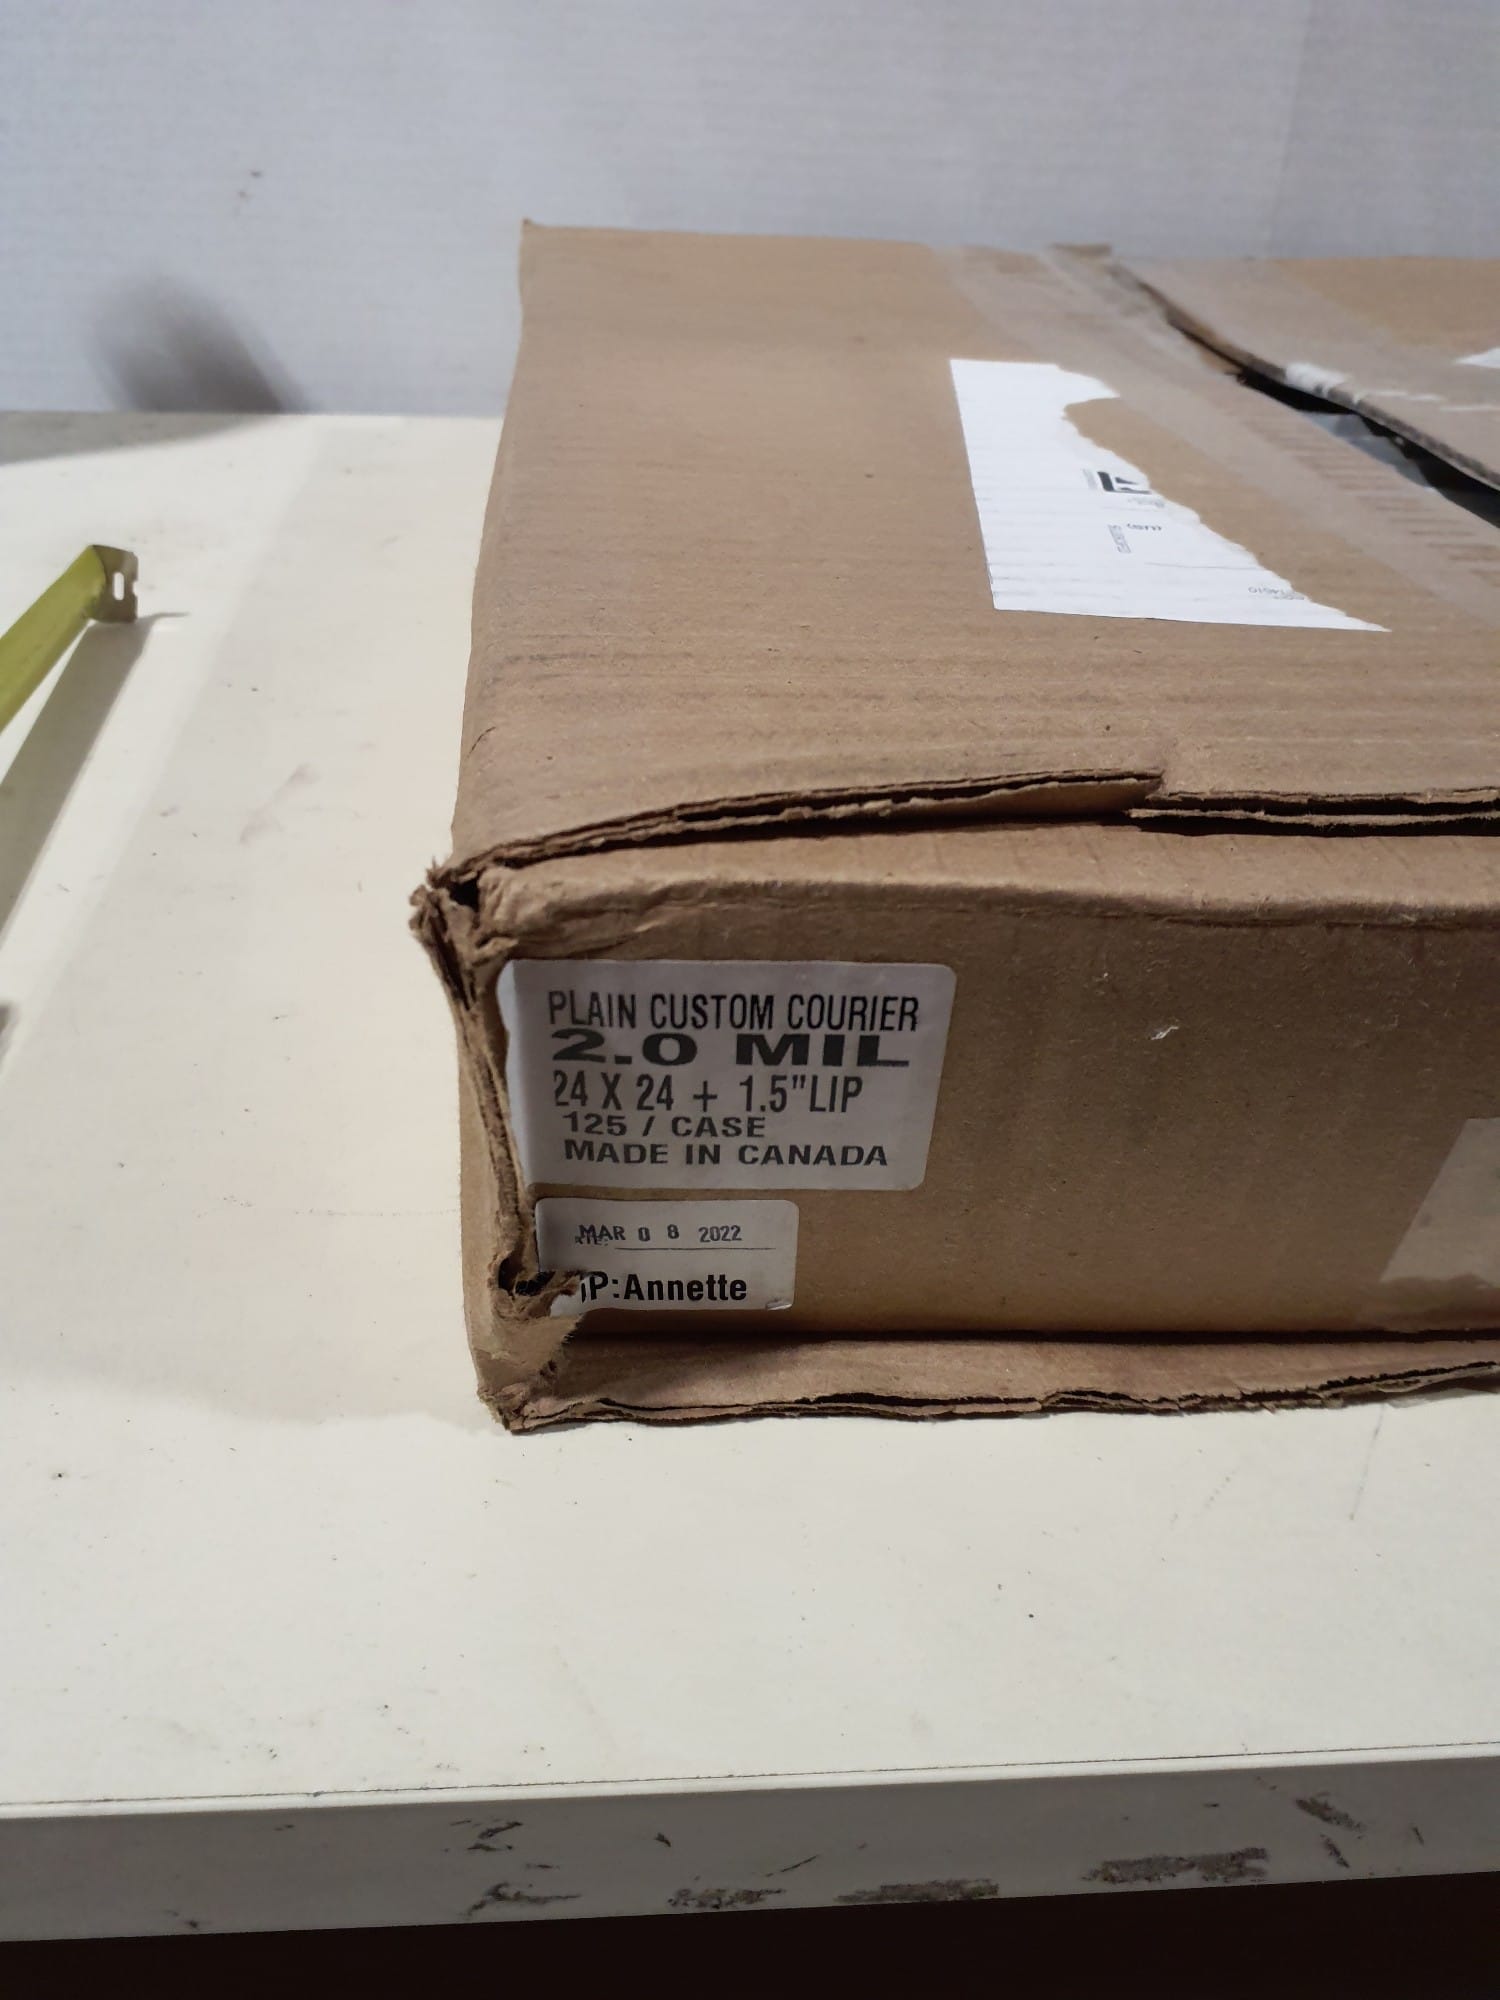 PLAIN CUSTOM COURIER
2.0 MIL
24 X 24 + 1.5"LIP
125 / CASE
MADE IN CANADA
MAR 0 8 2022
IP:Annette